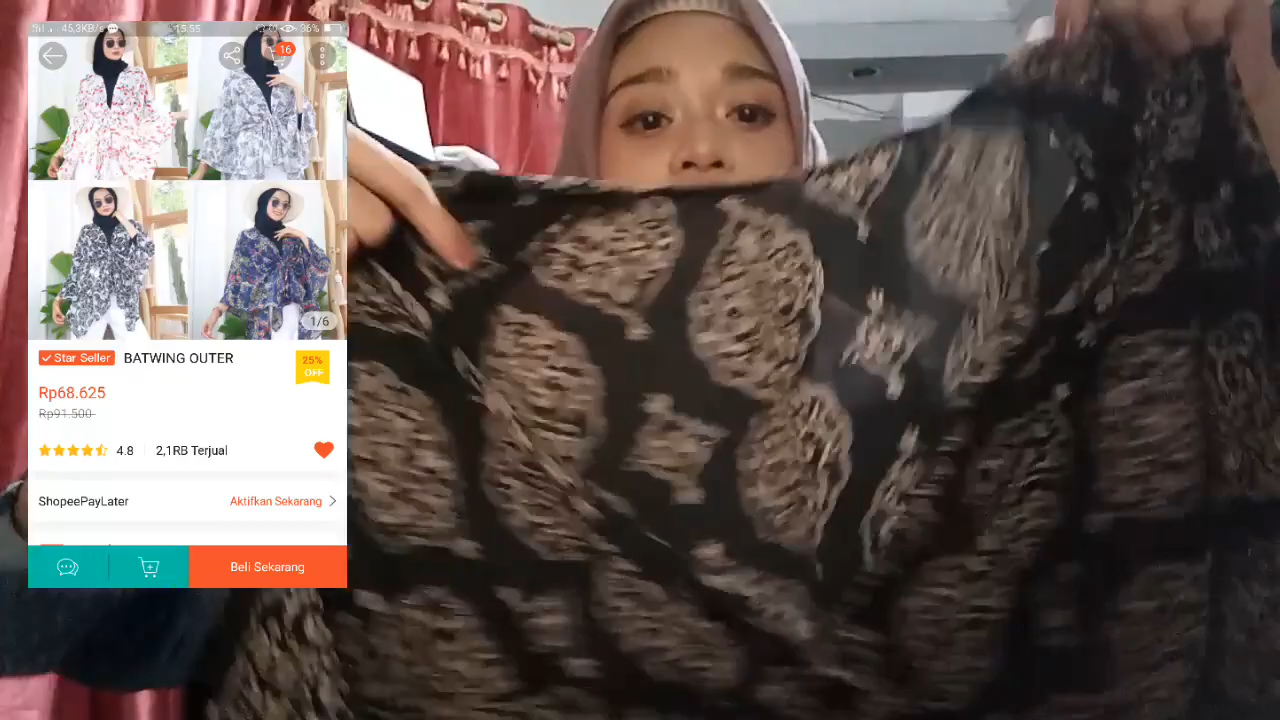 45,3KB/s
15.55
36%
16
1/6
Star Seller BATWING OUTER
25%
OFF
Rp68.625
Rp91.500
4.8 2,1RB Terjual
ShopeePayLater Aktifkan Sekarang
Beli Sekarang